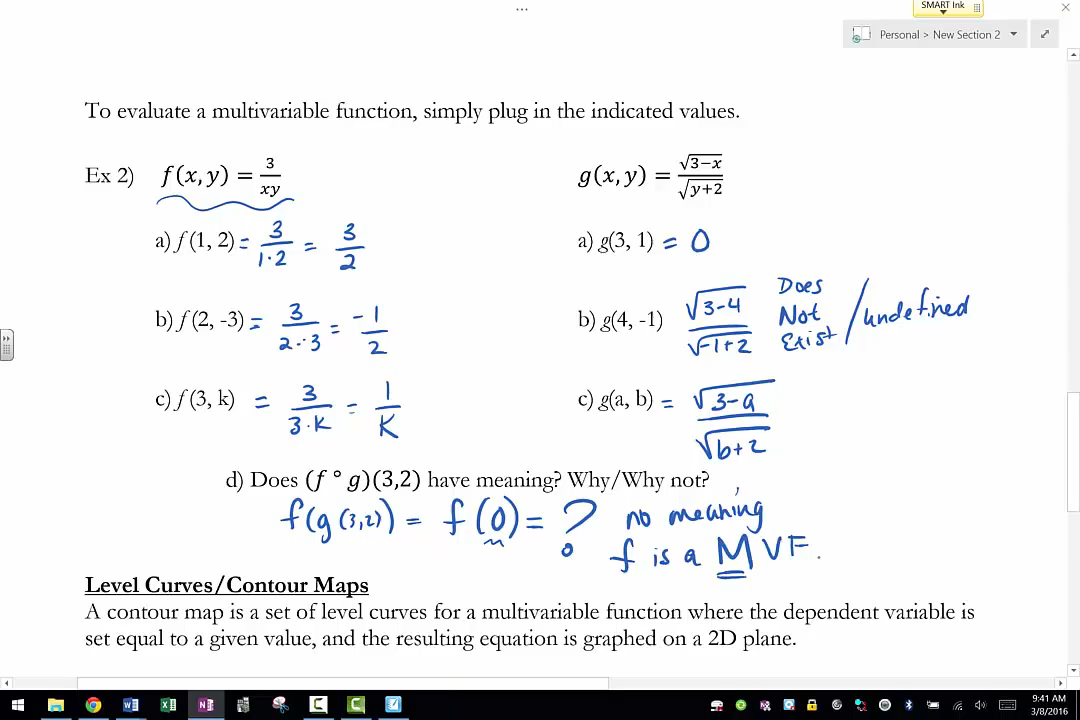 SMART Ink
Personal > New Section 2
To evaluate a multivariable function, simply plug in the indicated values.
Ex 2) f(x,y) = 3/xy
g(x,y) = √(3−x)/√(y+2)
a) f(1, 2) = 3/1·2 = 3/2
a) g(3, 1) = 0
b) f(2, -3) = 3/2·-3 = -1/2
b) g(4, -1) √(3-4)/√(-1+2) Does Not Exist / undefined
c) f(3, k) = 3/3·K = 1/K
c) g(a, b) = √(3-a)/√(b+2)
d) Does (f ∘ g)(3,2) have meaning? Why/Why not?
f(g(3,2)) = f(0) = ? no meaning
f is a MVF.
Level Curves/Contour Maps
A contour map is a set of level curves for a multivariable function where the dependent variable is
set equal to a given value, and the resulting equation is graphed on a 2D plane.
9:41 AM
3/8/2016